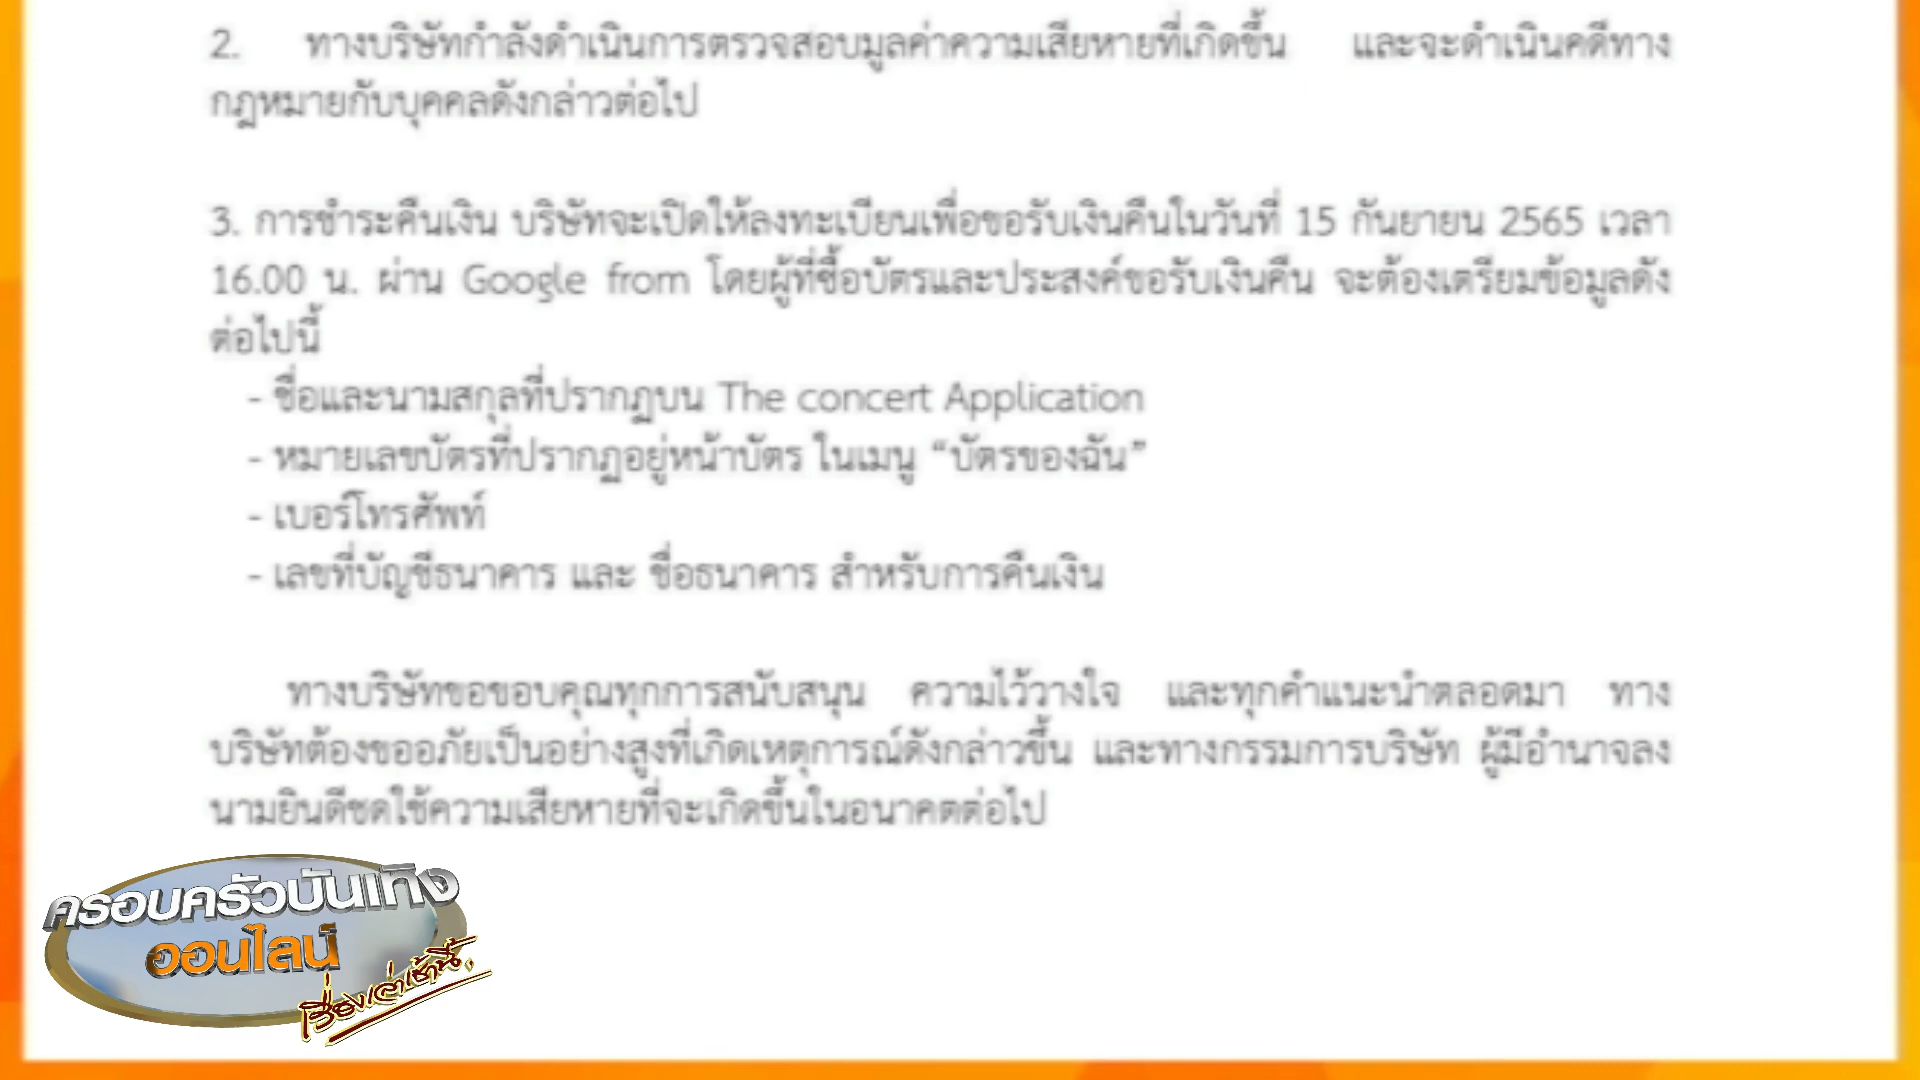 2. ทางบริษัทกำลังดำเนินการตรวจสอบมูลค่าความเสียหายที่เกิดขึ้น และจะดำเนินคดีทาง
กฎหมายกับบุคคลดังกล่าวต่อไป
3. การชำระคืนเงิน บริษัทจะเปิดให้ลงทะเบียนเพื่อขอรับเงินคืนในวันที่ 15 กันยายน 2565 เวลา
16.00 น. ผ่าน Google from โดยผู้ที่ซื้อบัตรและประสงค์ขอรับเงินคืน จะต้องเตรียมข้อมูลดัง
ต่อไปนี้
- ชื่อและนามสกุลที่ปรากฏบน The concert Application
- หมายเลขบัตรที่ปรากฏอยู่หน้าบัตร ในเมนู “บัตรของฉัน”
- เบอร์โทรศัพท์
- เลขที่บัญชีธนาคาร และ ชื่อธนาคาร สำหรับการคืนเงิน
ทางบริษัทขอขอบคุณทุกการสนับสนุน ความไว้วางใจ และทุกคำแนะนำตลอดมา ทาง
บริษัทต้องขออภัยเป็นอย่างสูงที่เกิดเหตุการณ์ดังกล่าวขึ้น และทางกรรมการบริษัท ผู้มีอำนาจลง
นามยินดีชดใช้ความเสียหายที่จะเกิดขึ้นในอนาคตต่อไป
ครอบครัวบันเทิง
ออนไลน์
เรื่องเล่าเช้านี้